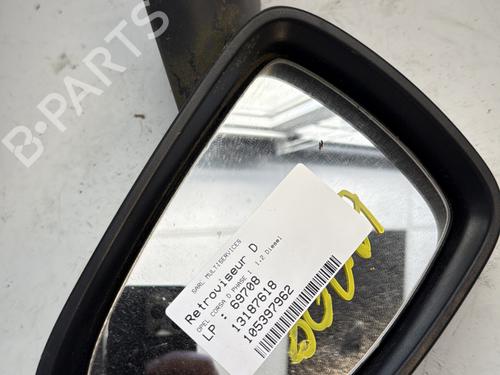 B-PARTS
SARL MULTISERVICES
Retroviseur D
OPEL CORSA D PHASE 1 1.2 Diesel
LP : 69708
13187618
105397962